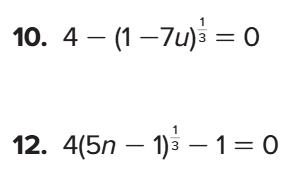 10. 4 − (1 −7u)^{1/3} = 0
12. 4(5n − 1)^{1/3} − 1 = 0